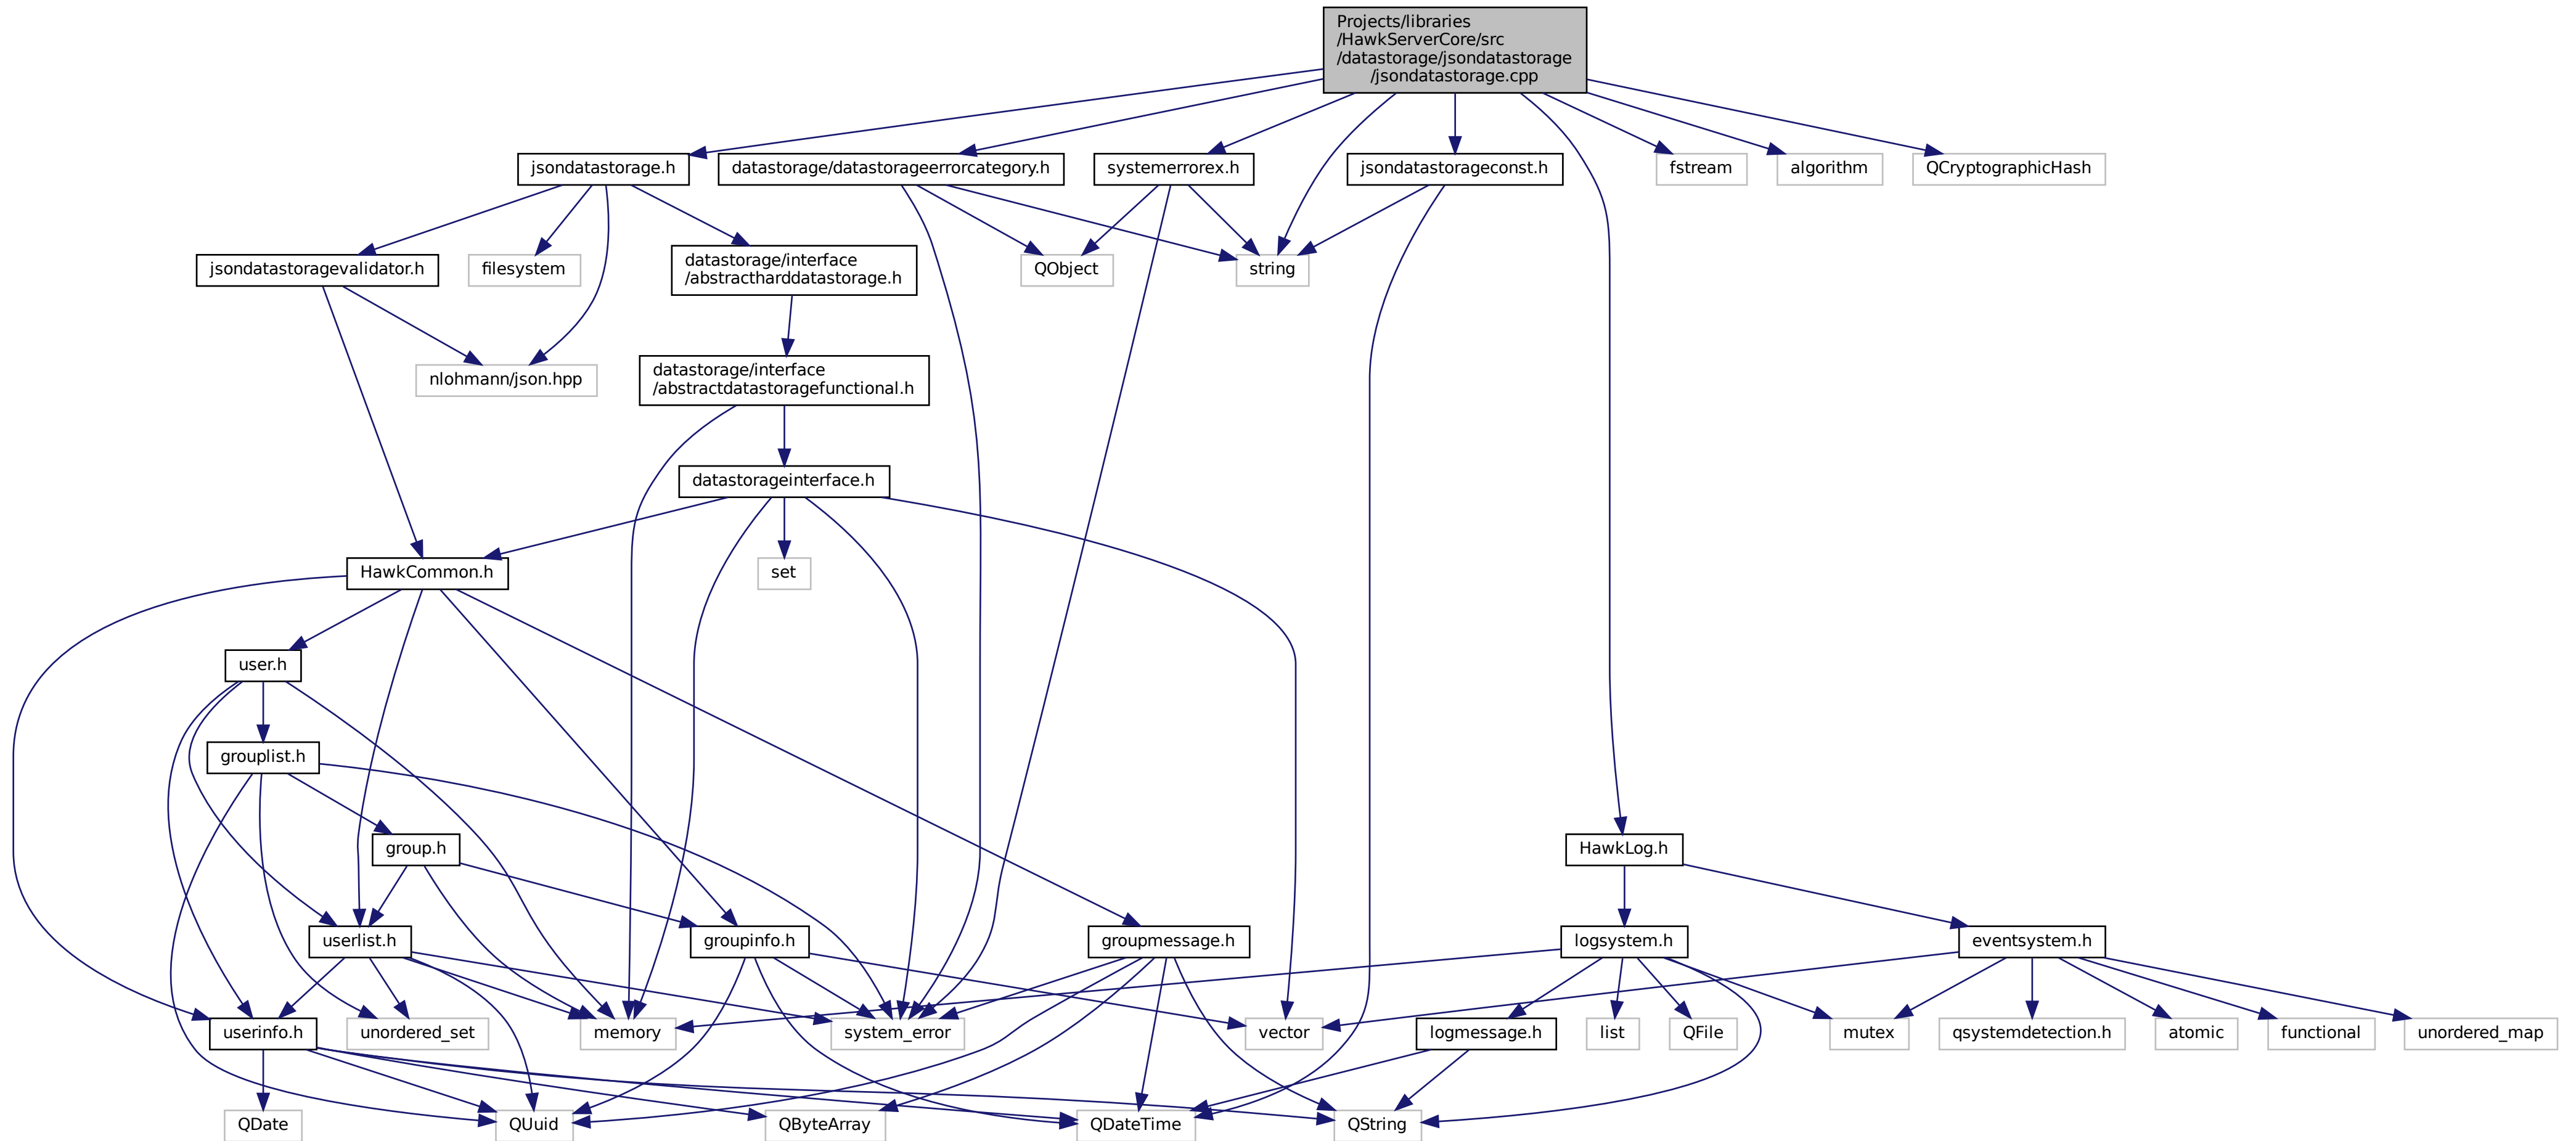 Projects/libraries
/HawkServerCore/src
/datastorage/jsondatastorage
/jsondatastorage.cpp
jsondatastorage.h
datastorage/datastorageerrorcategory.h
systemerrorex.h
jsondatastorageconst.h
fstream
algorithm
QCryptographicHash
jsondatastoragevalidator.h
filesystem
datastorage/interface
/abstractharddatastorage.h
QObject
string
nlohmann/json.hpp
datastorage/interface
/abstractdatastoragefunctional.h
datastorageinterface.h
HawkCommon.h
set
user.h
grouplist.h
group.h
HawkLog.h
userlist.h
groupinfo.h
groupmessage.h
logsystem.h
eventsystem.h
userinfo.h
unordered_set
memory
system_error
vector
logmessage.h
list
QFile
mutex
qsystemdetection.h
atomic
functional
unordered_map
QDate
QUuid
QByteArray
QDateTime
QString